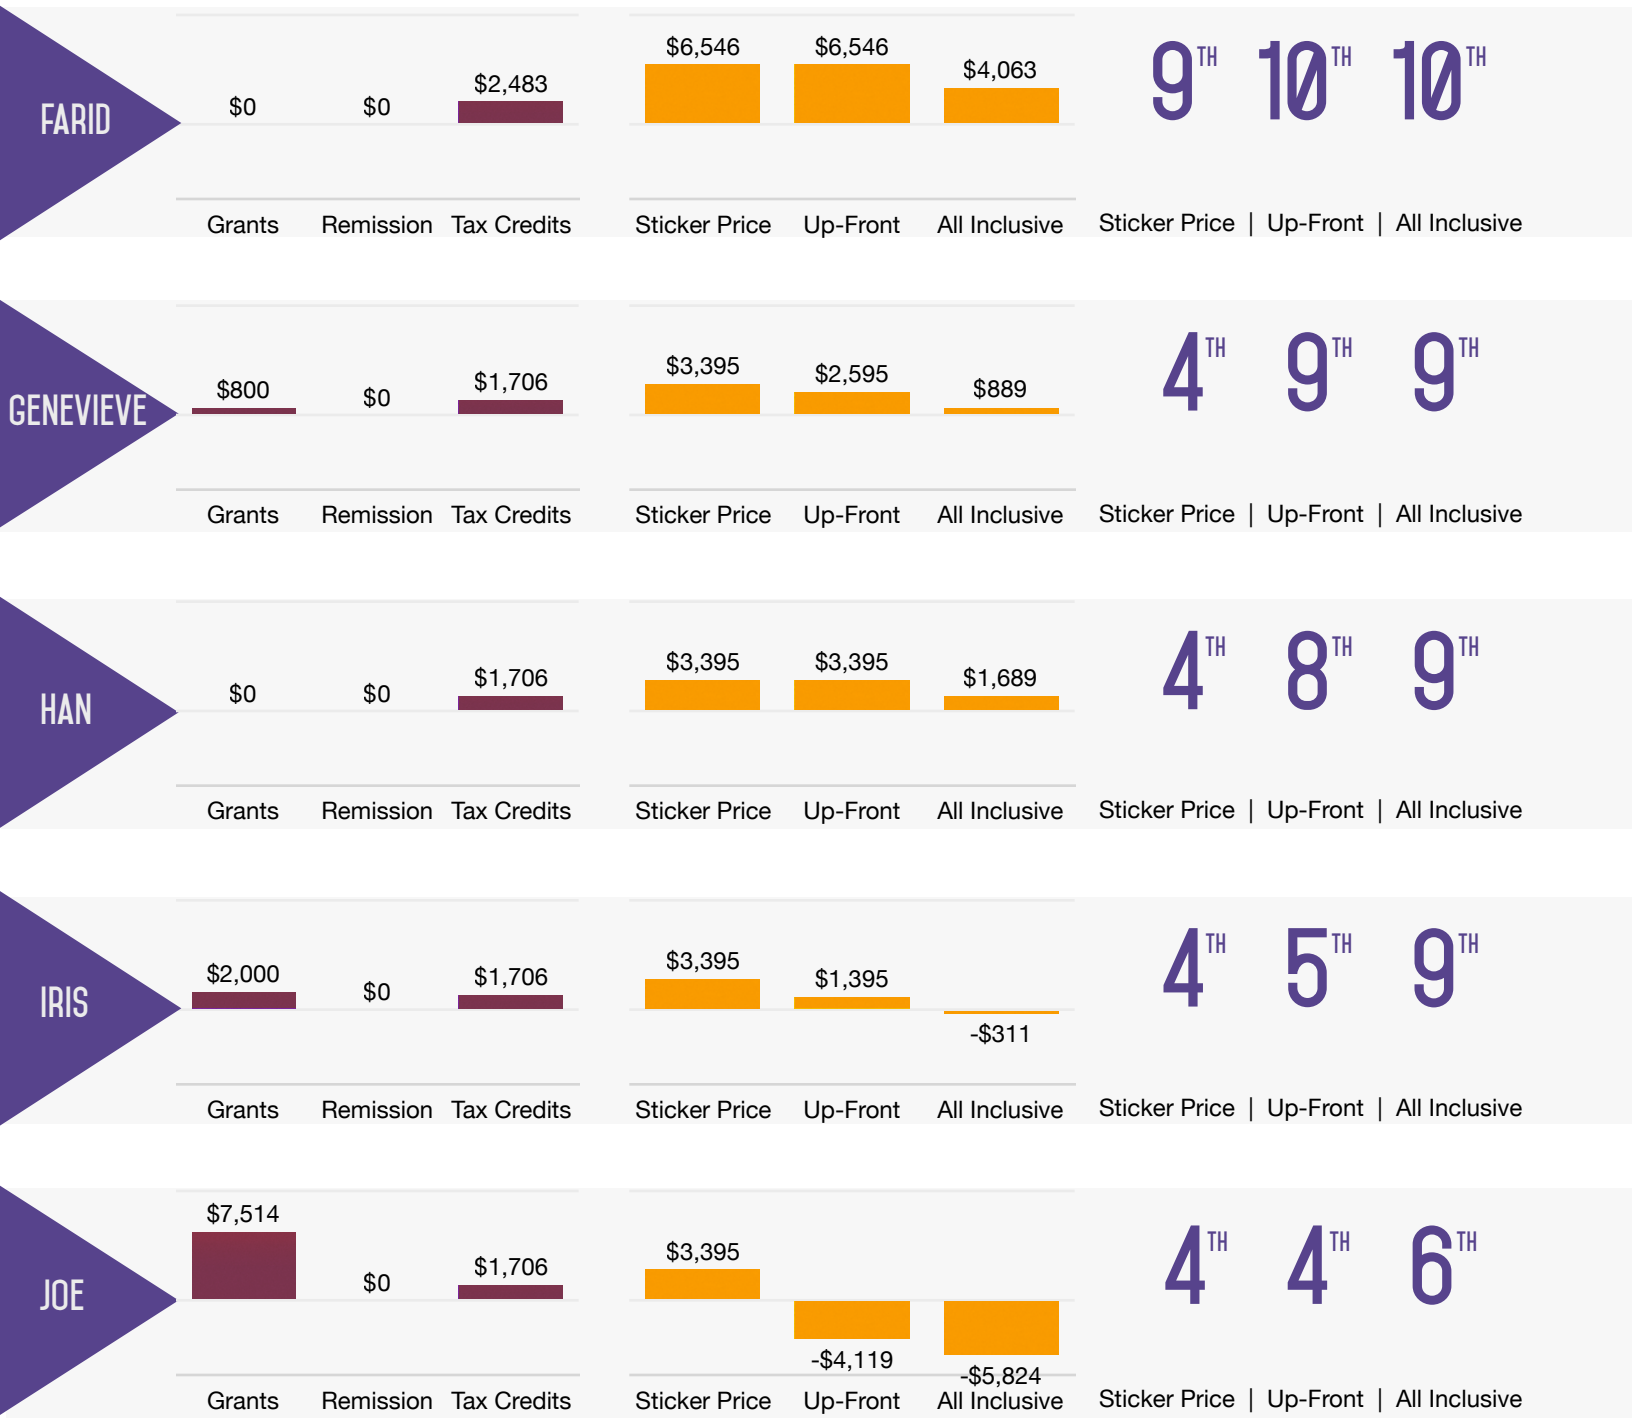 FARID
$0 $0 $2,483
$6,546 $6,546 $4,063
9TH 10TH 10TH
Grants Remission Tax Credits Sticker Price Up-Front All Inclusive Sticker Price | Up-Front | All Inclusive
GENEVIEVE
$800 $0 $1,706
$3,395 $2,595 $889
4TH 9TH 9TH
Grants Remission Tax Credits Sticker Price Up-Front All Inclusive Sticker Price | Up-Front | All Inclusive
HAN
$0 $0 $1,706
$3,395 $3,395 $1,689
4TH 8TH 9TH
Grants Remission Tax Credits Sticker Price Up-Front All Inclusive Sticker Price | Up-Front | All Inclusive
IRIS
$2,000 $0 $1,706
$3,395 $1,395 -$311
4TH 5TH 9TH
Grants Remission Tax Credits Sticker Price Up-Front All Inclusive Sticker Price | Up-Front | All Inclusive
JOE
$7,514 $0 $1,706
$3,395 -$4,119 -$5,824
4TH 4TH 6TH
Grants Remission Tax Credits Sticker Price Up-Front All Inclusive Sticker Price | Up-Front | All Inclusive